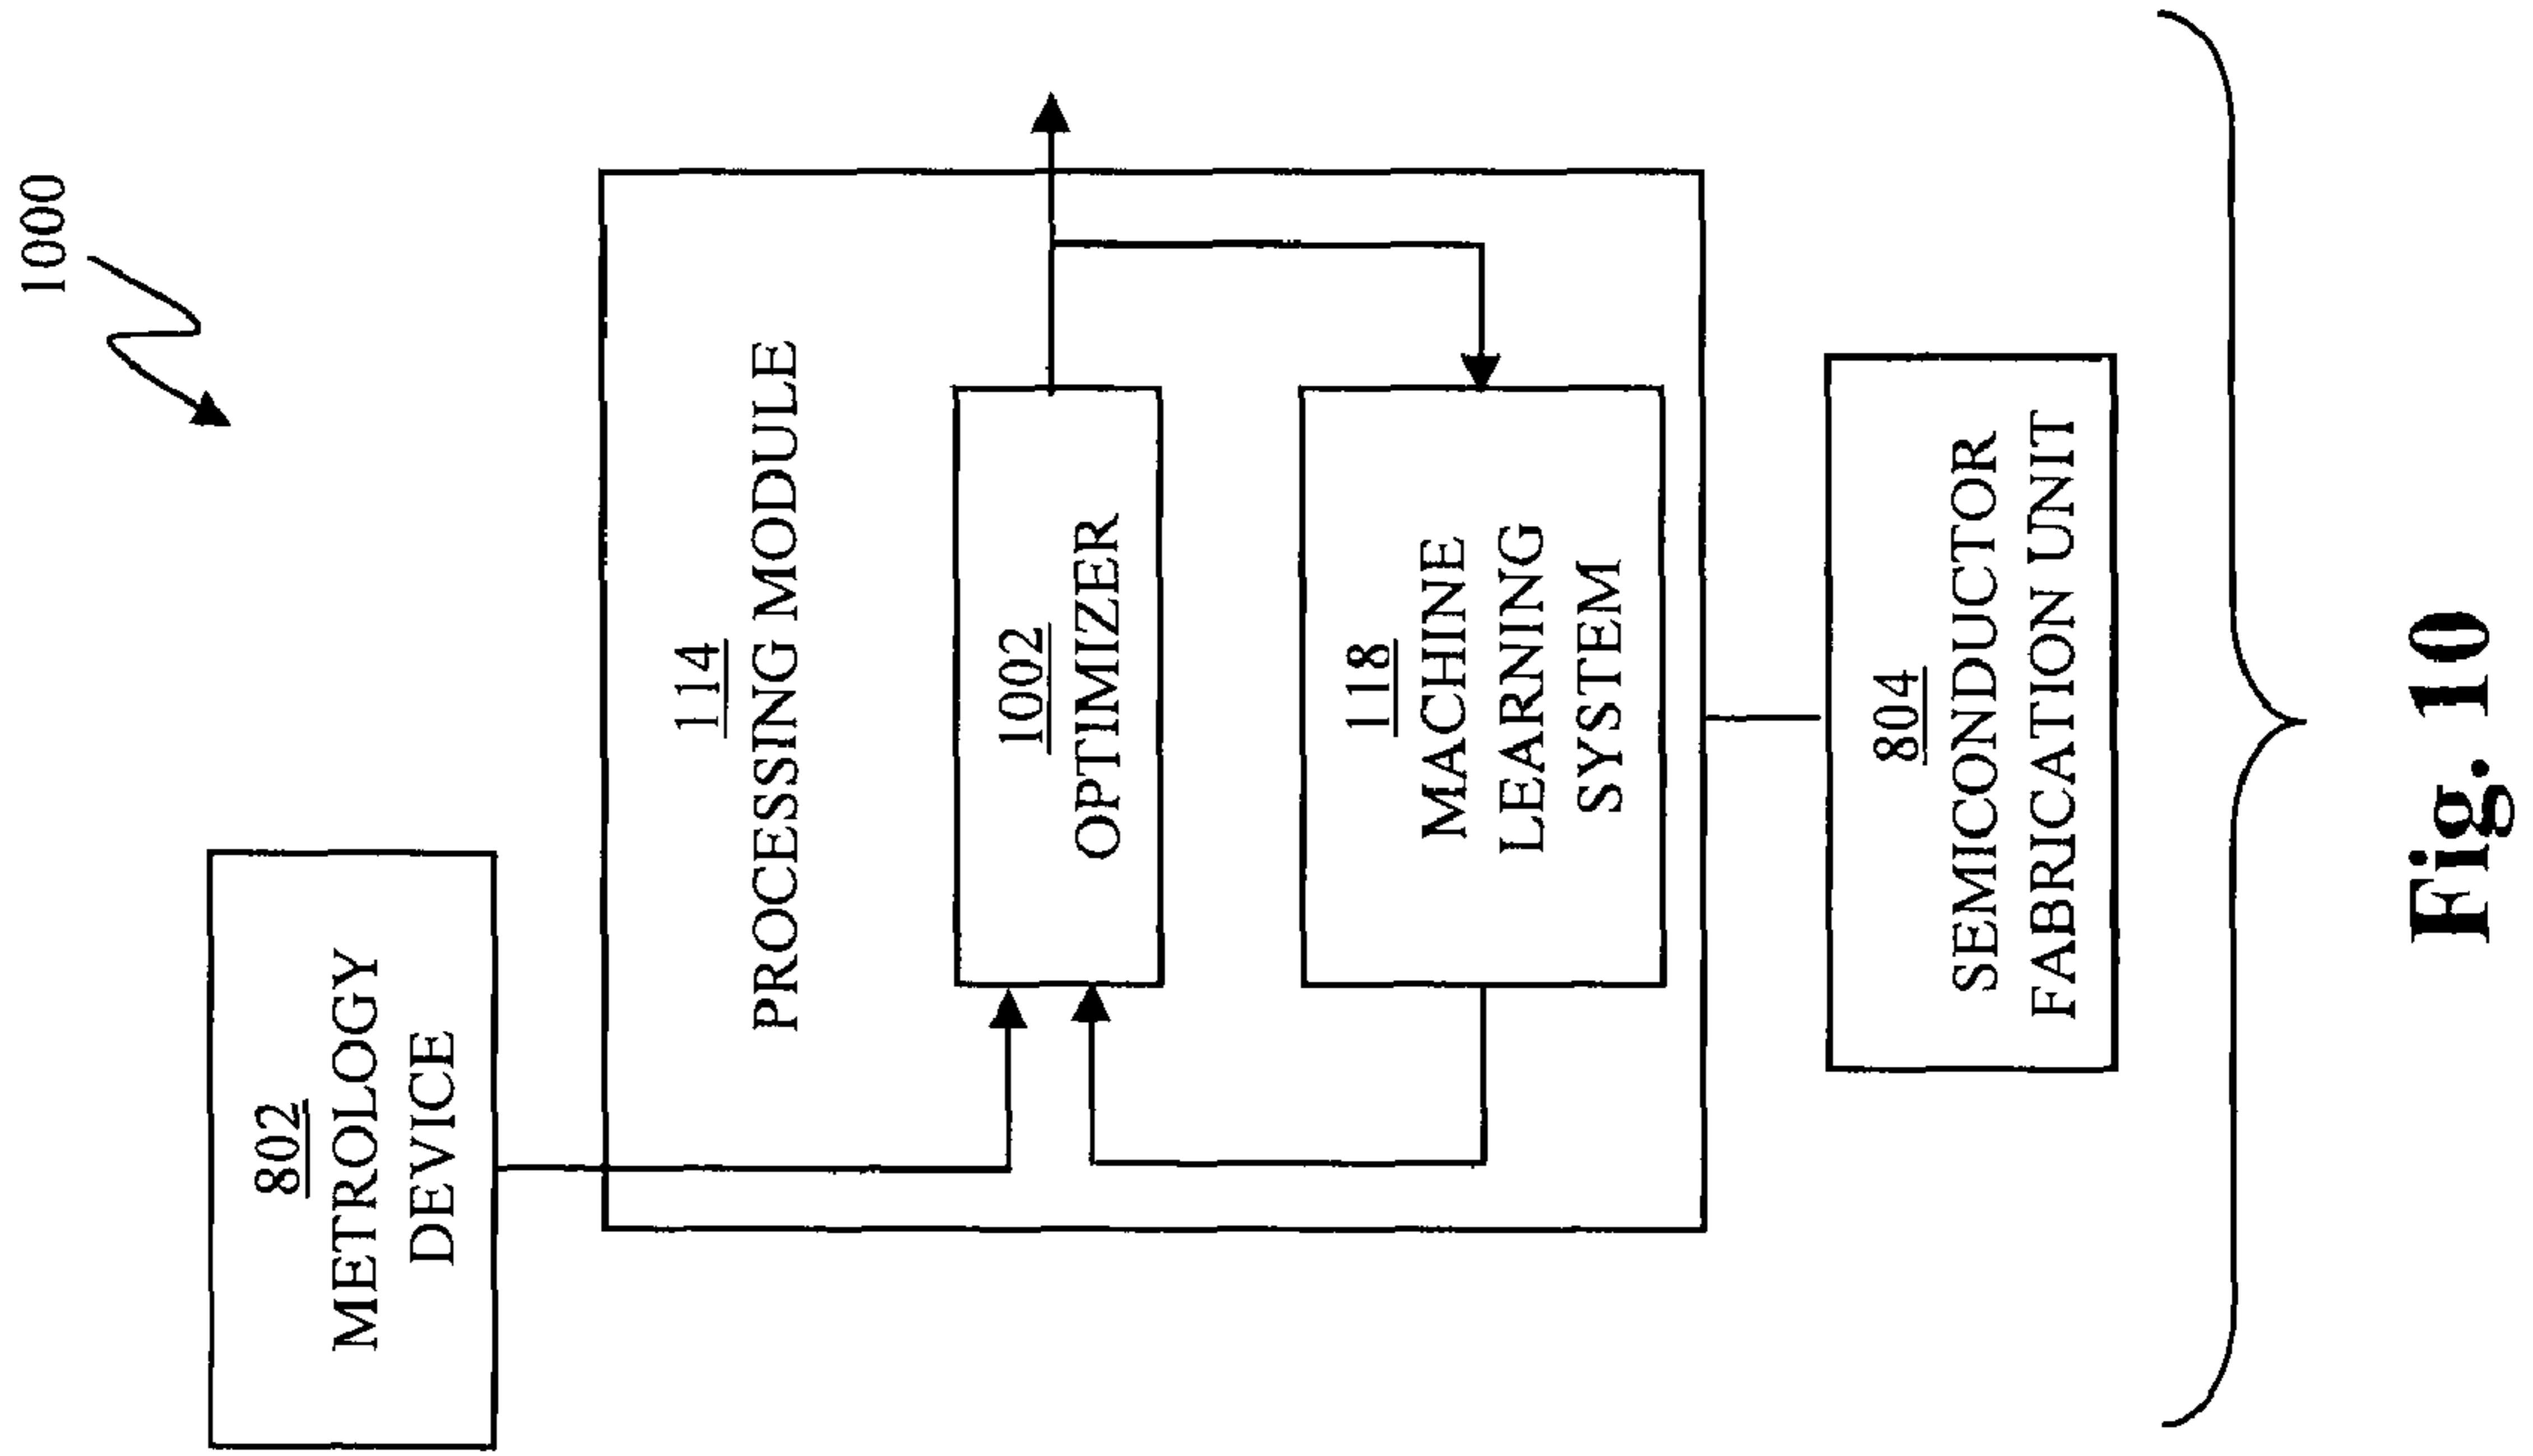 1000
802
METROLOGY
DEVICE
114
PROCESSING MODULE
1002
OPTIMIZER
118
MACHINE
LEARNING
SYSTEM
804
SEMICONDUCTOR
FABRICATION UNIT
Fig. 10